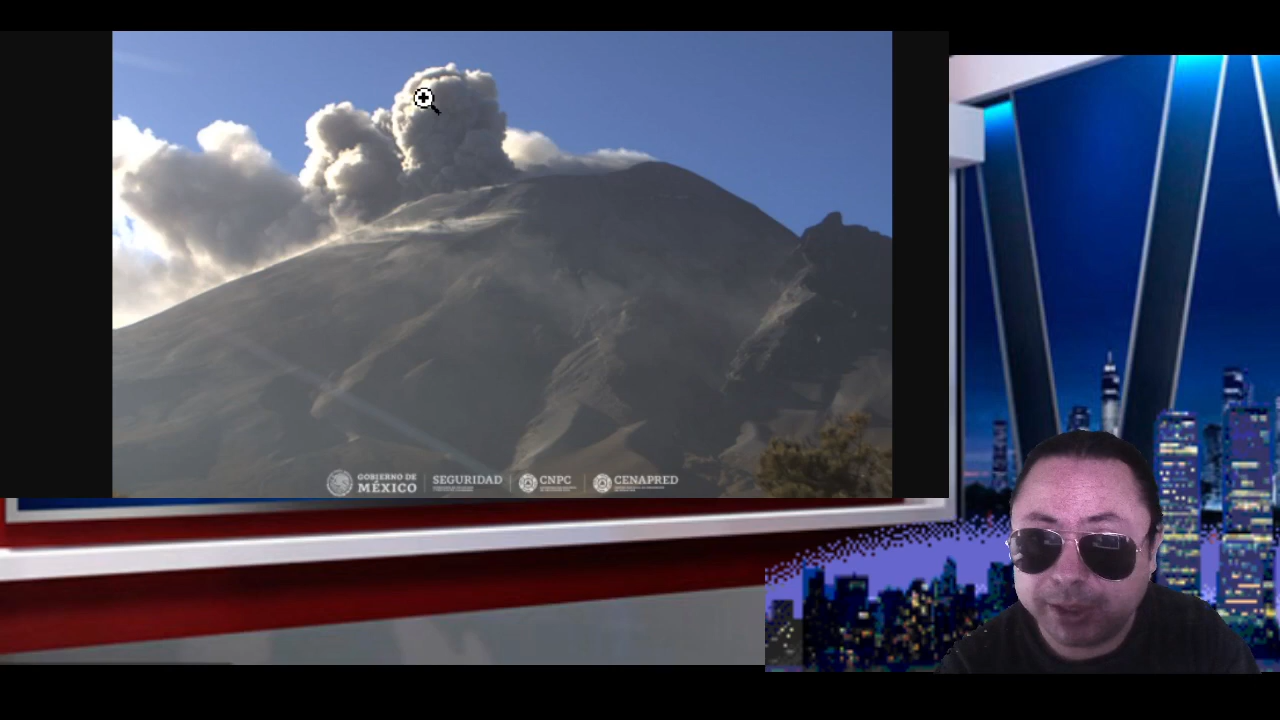 GOBIERNO DE
MÉXICO
SEGURIDAD
CNPC
CENAPRED